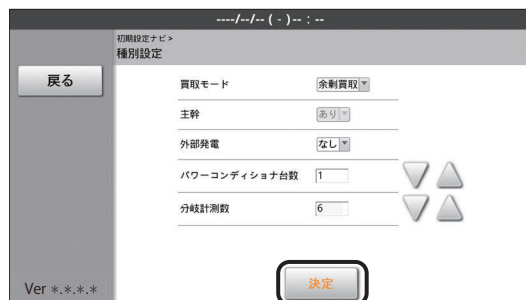 ----/--/-- ( - )-- : --
初期設定ナビ>
種別設定
戻る
買取モード 余剰買取
主幹 あり
外部発電 なし
パワーコンディショナ台数 1
分岐計測数 6
決定
Ver *.*.*.*